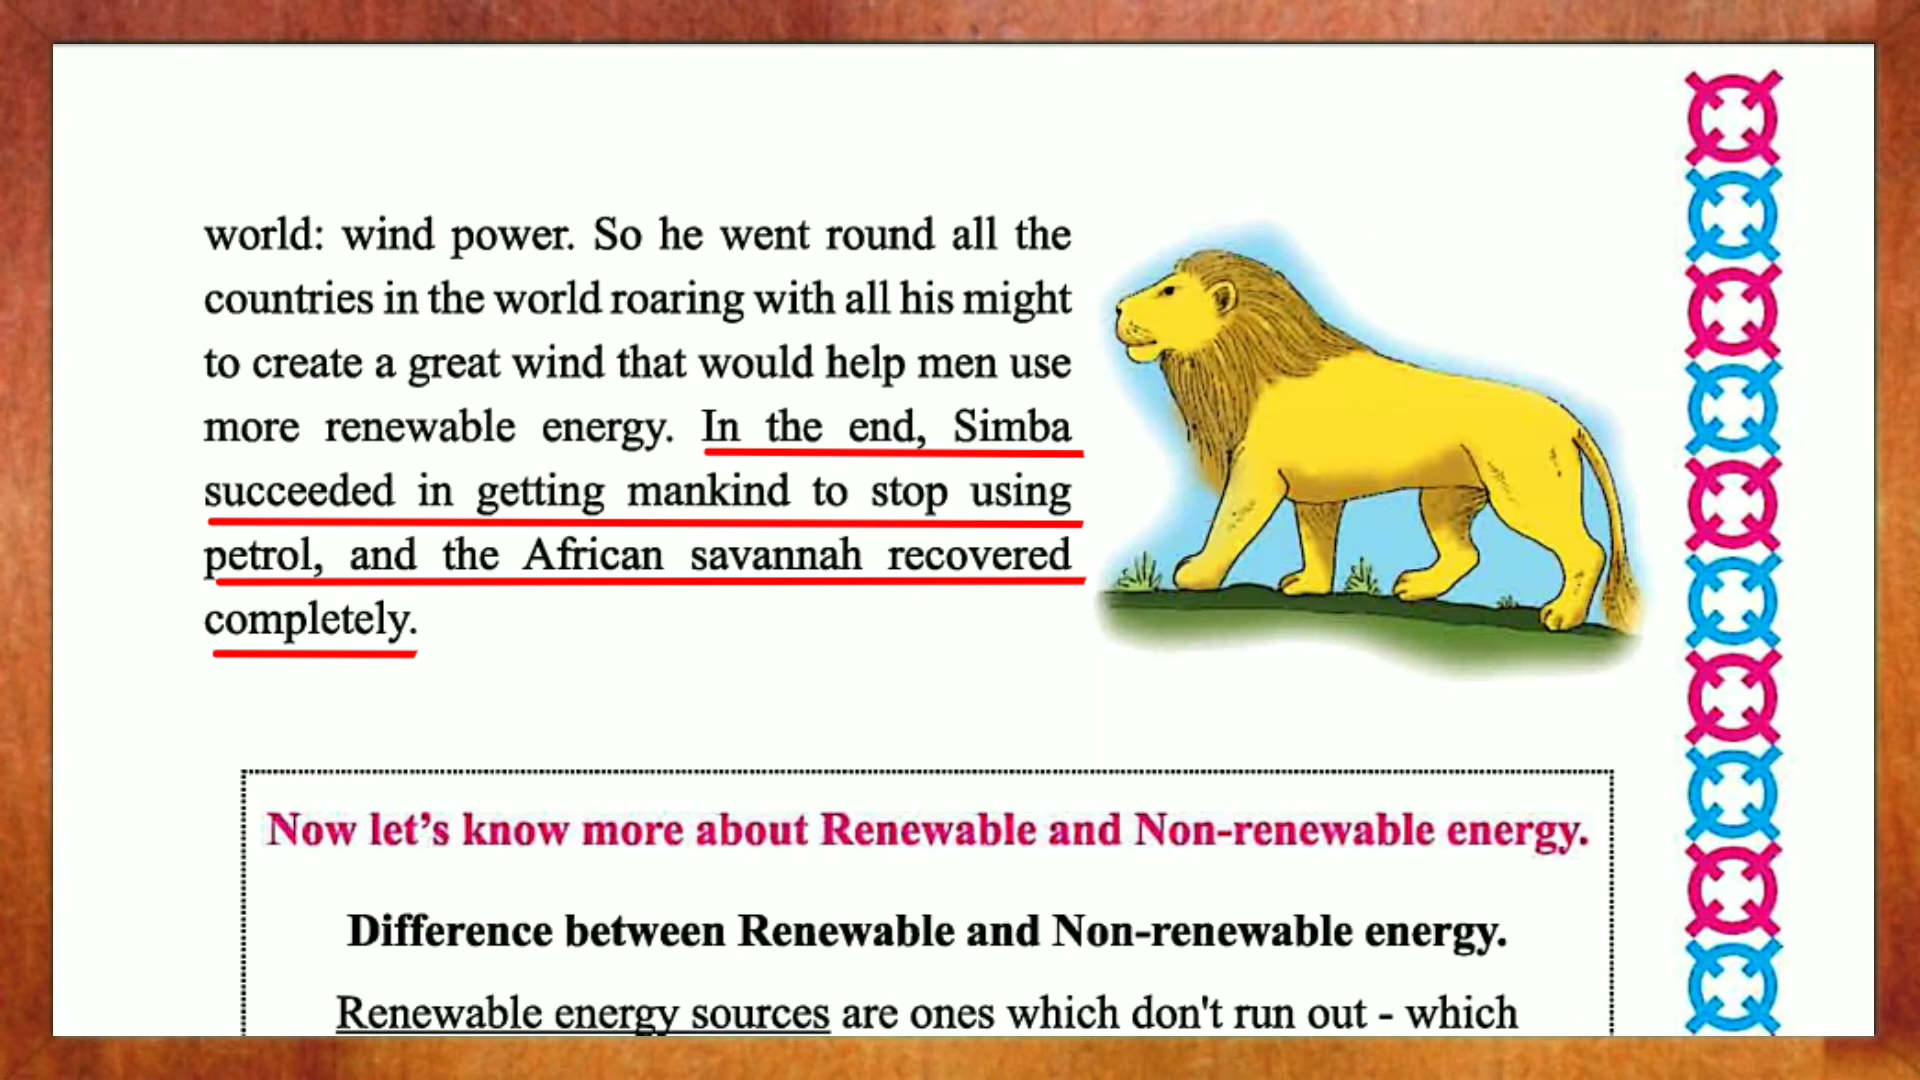 world: wind power. So he went round all the
countries in the world roaring with all his might
to create a great wind that would help men use
more renewable energy. In the end, Simba
succeeded in getting mankind to stop using
petrol, and the African savannah recovered
completely.
Now let’s know more about Renewable and Non-renewable energy.
Difference between Renewable and Non-renewable energy.
Renewable energy sources are ones which don't run out - which